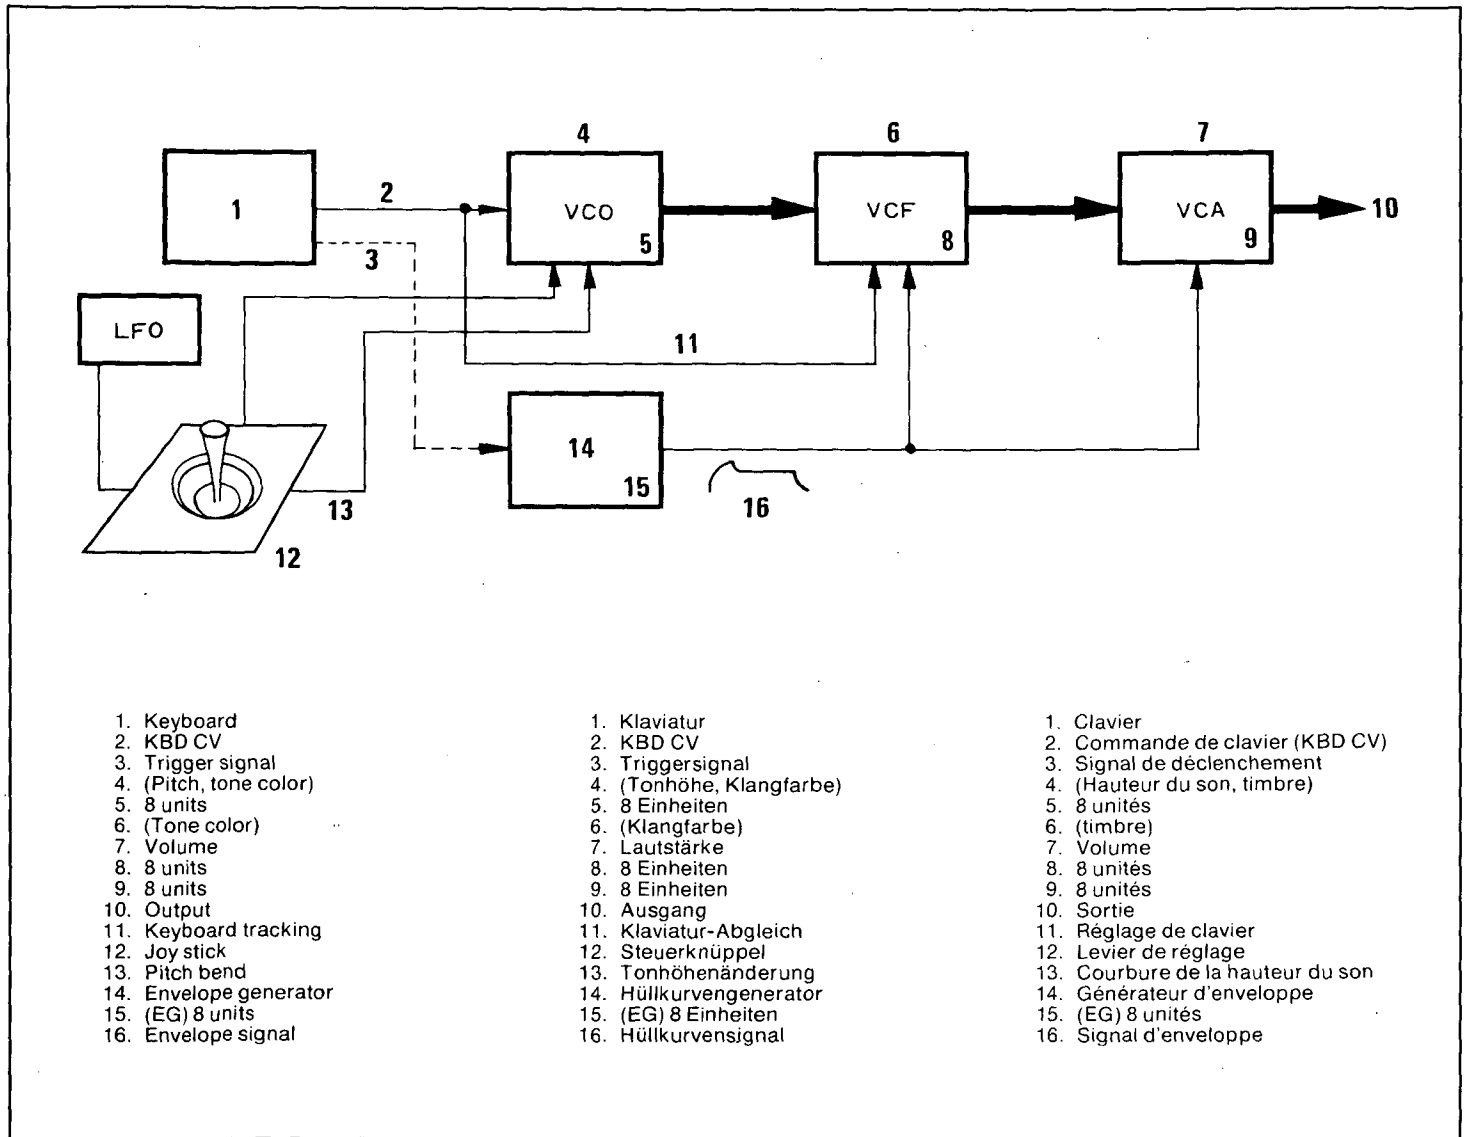 4 6 7
1 2 VCO 5 VCF 8 VCA 9 10
3
LFO
11
14
15
13 16
12
1. Keyboard
2. KBD CV
3. Trigger signal
4. (Pitch, tone color)
5. 8 units
6. (Tone color)
7. Volume
8. 8 units
9. 8 units
10. Output
11. Keyboard tracking
12. Joy stick
13. Pitch bend
14. Envelope generator
15. (EG) 8 units
16. Envelope signal
1. Klaviatur
2. KBD CV
3. Triggersignal
4. (Tonhöhe, Klangfarbe)
5. 8 Einheiten
6. (Klangfarbe)
7. Lautstärke
8. 8 Einheiten
9. 8 Einheiten
10. Ausgang
11. Klaviatur-Abgleich
12. Steuerknüppel
13. Tonhöhenänderung
14. Hüllkurvengenerator
15. (EG) 8 Einheiten
16. Hüllkurvensignal
1. Clavier
2. Commande de clavier (KBD CV)
3. Signal de déclenchement
4. (Hauteur du son, timbre)
5. 8 unités
6. (timbre)
7. Volume
8. 8 unités
9. 8 unités
10. Sortie
11. Réglage de clavier
12. Levier de réglage
13. Courbure de la hauteur du son
14. Générateur d'enveloppe
15. (EG) 8 unités
16. Signal d'enveloppe